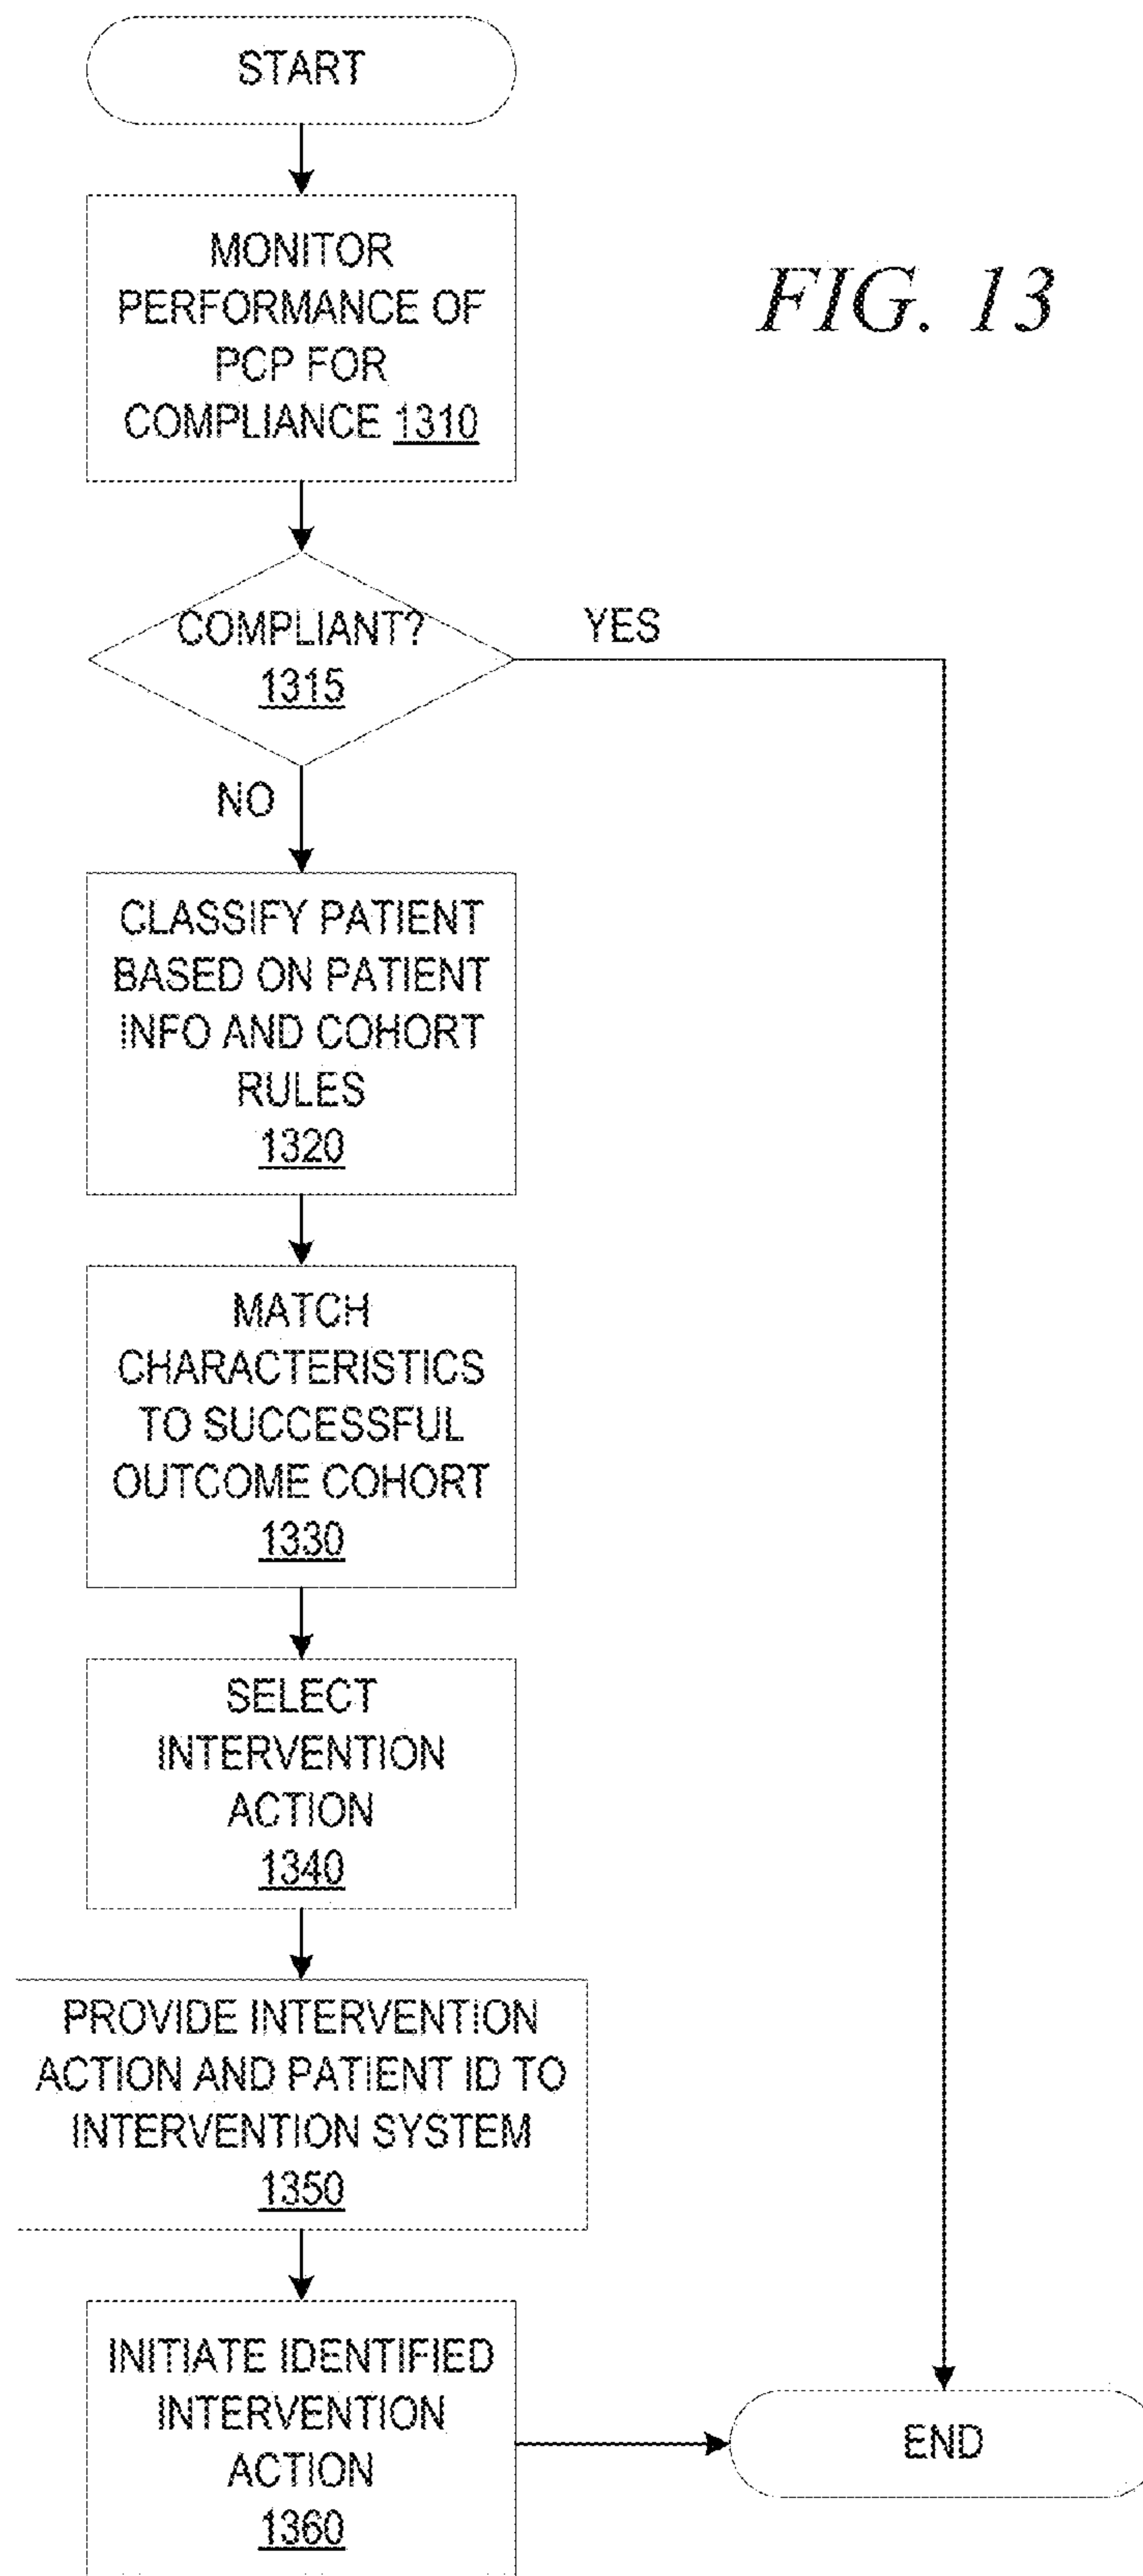 START
MONITOR
PERFORMANCE OF
PCP FOR
COMPLIANCE 1310
FIG. 13
COMPLIANT?
1315
YES
NO
CLASSIFY PATIENT
BASED ON PATIENT
INFO AND COHORT
RULES
1320
MATCH
CHARACTERISTICS
TO SUCCESSFUL
OUTCOME COHORT
1330
SELECT
INTERVENTION
ACTION
1340
PROVIDE INTERVENTION
ACTION AND PATIENT ID TO
INTERVENTION SYSTEM
1350
INITIATE IDENTIFIED
INTERVENTION
ACTION
1360
END